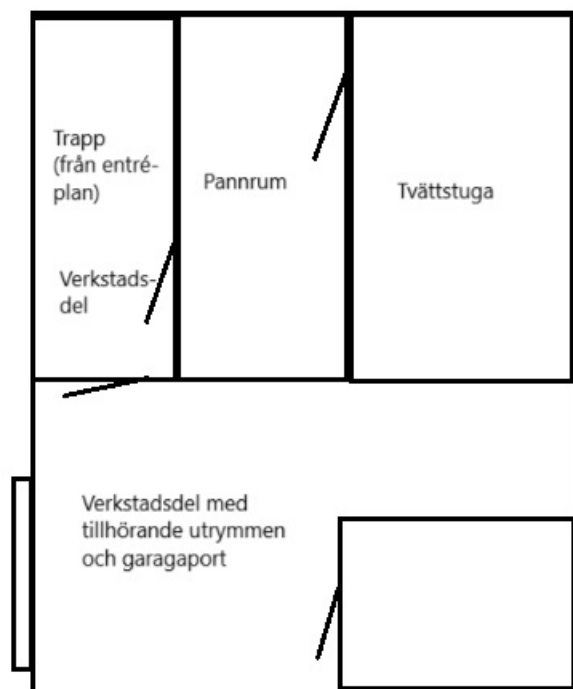 Trapp
(från entré-
plan)
Verkstads-
del
Pannrum
Tvättstuga
Verkstadsdel med
tillhörande utrymmen
och garagaport